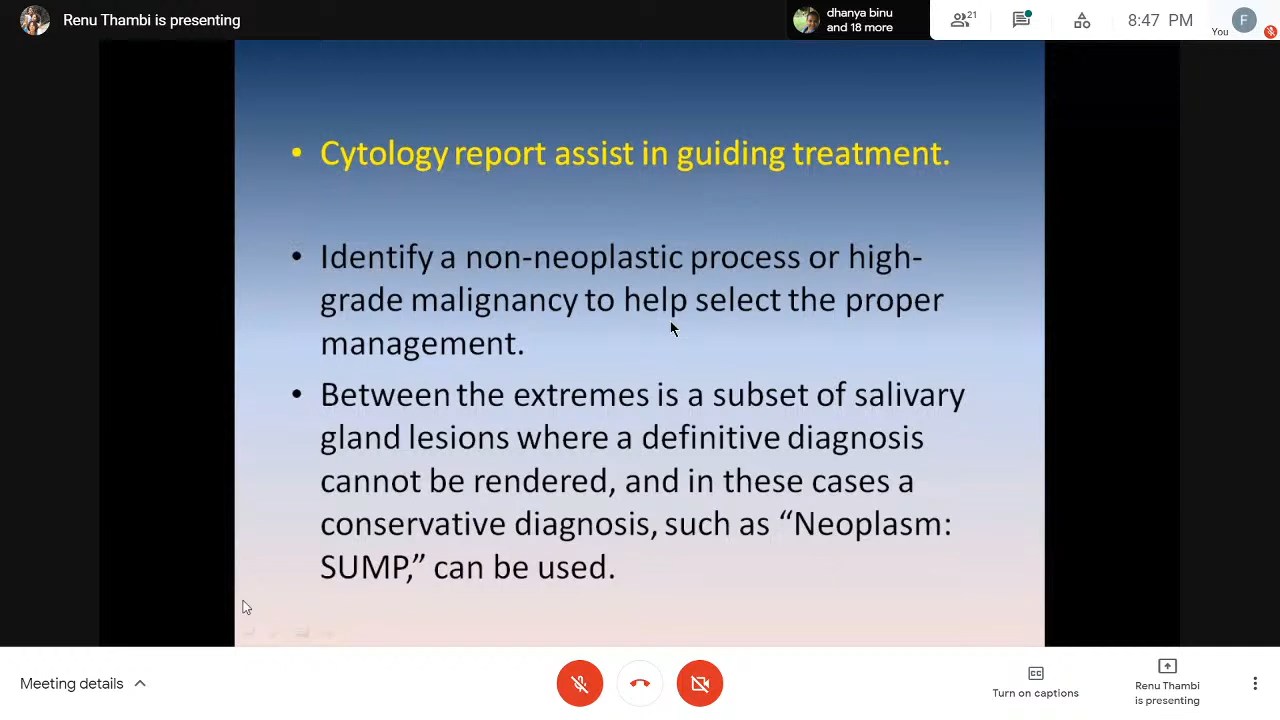 Renu Thambi is presenting
dhanya binu
and 18 more
21
8:47 PM
You
F
• Cytology report assist in guiding treatment.
• Identify a non-neoplastic process or high-
grade malignancy to help select the proper
management.
• Between the extremes is a subset of salivary
gland lesions where a definitive diagnosis
cannot be rendered, and in these cases a
conservative diagnosis, such as “Neoplasm:
SUMP,” can be used.
Meeting details
CC
Turn on captions
Renu Thambi
is presenting